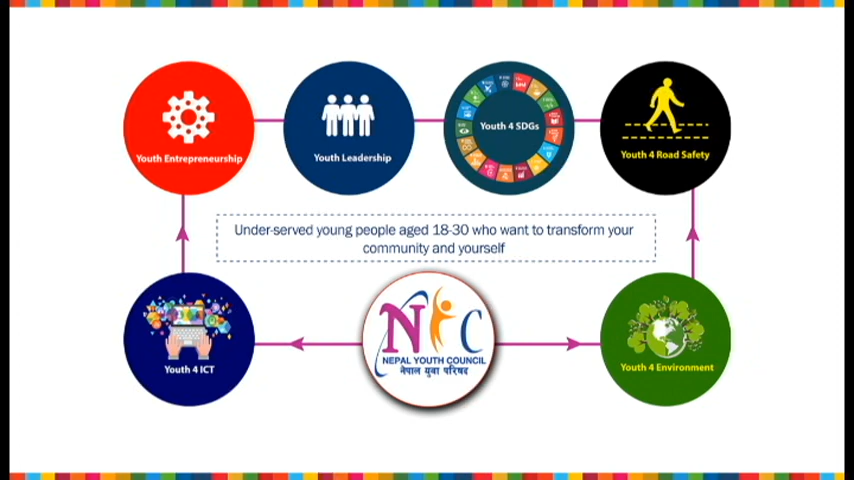 Youth Entrepreneurship
Youth Leadership
Youth 4 SDGs
Youth 4 Road Safety
Under-served young people aged 18-30 who want to transform your
community and yourself
Youth 4 ICT
NYC
NEPAL YOUTH COUNCIL
नेपाल युवा परिषद
Youth 4 Environment